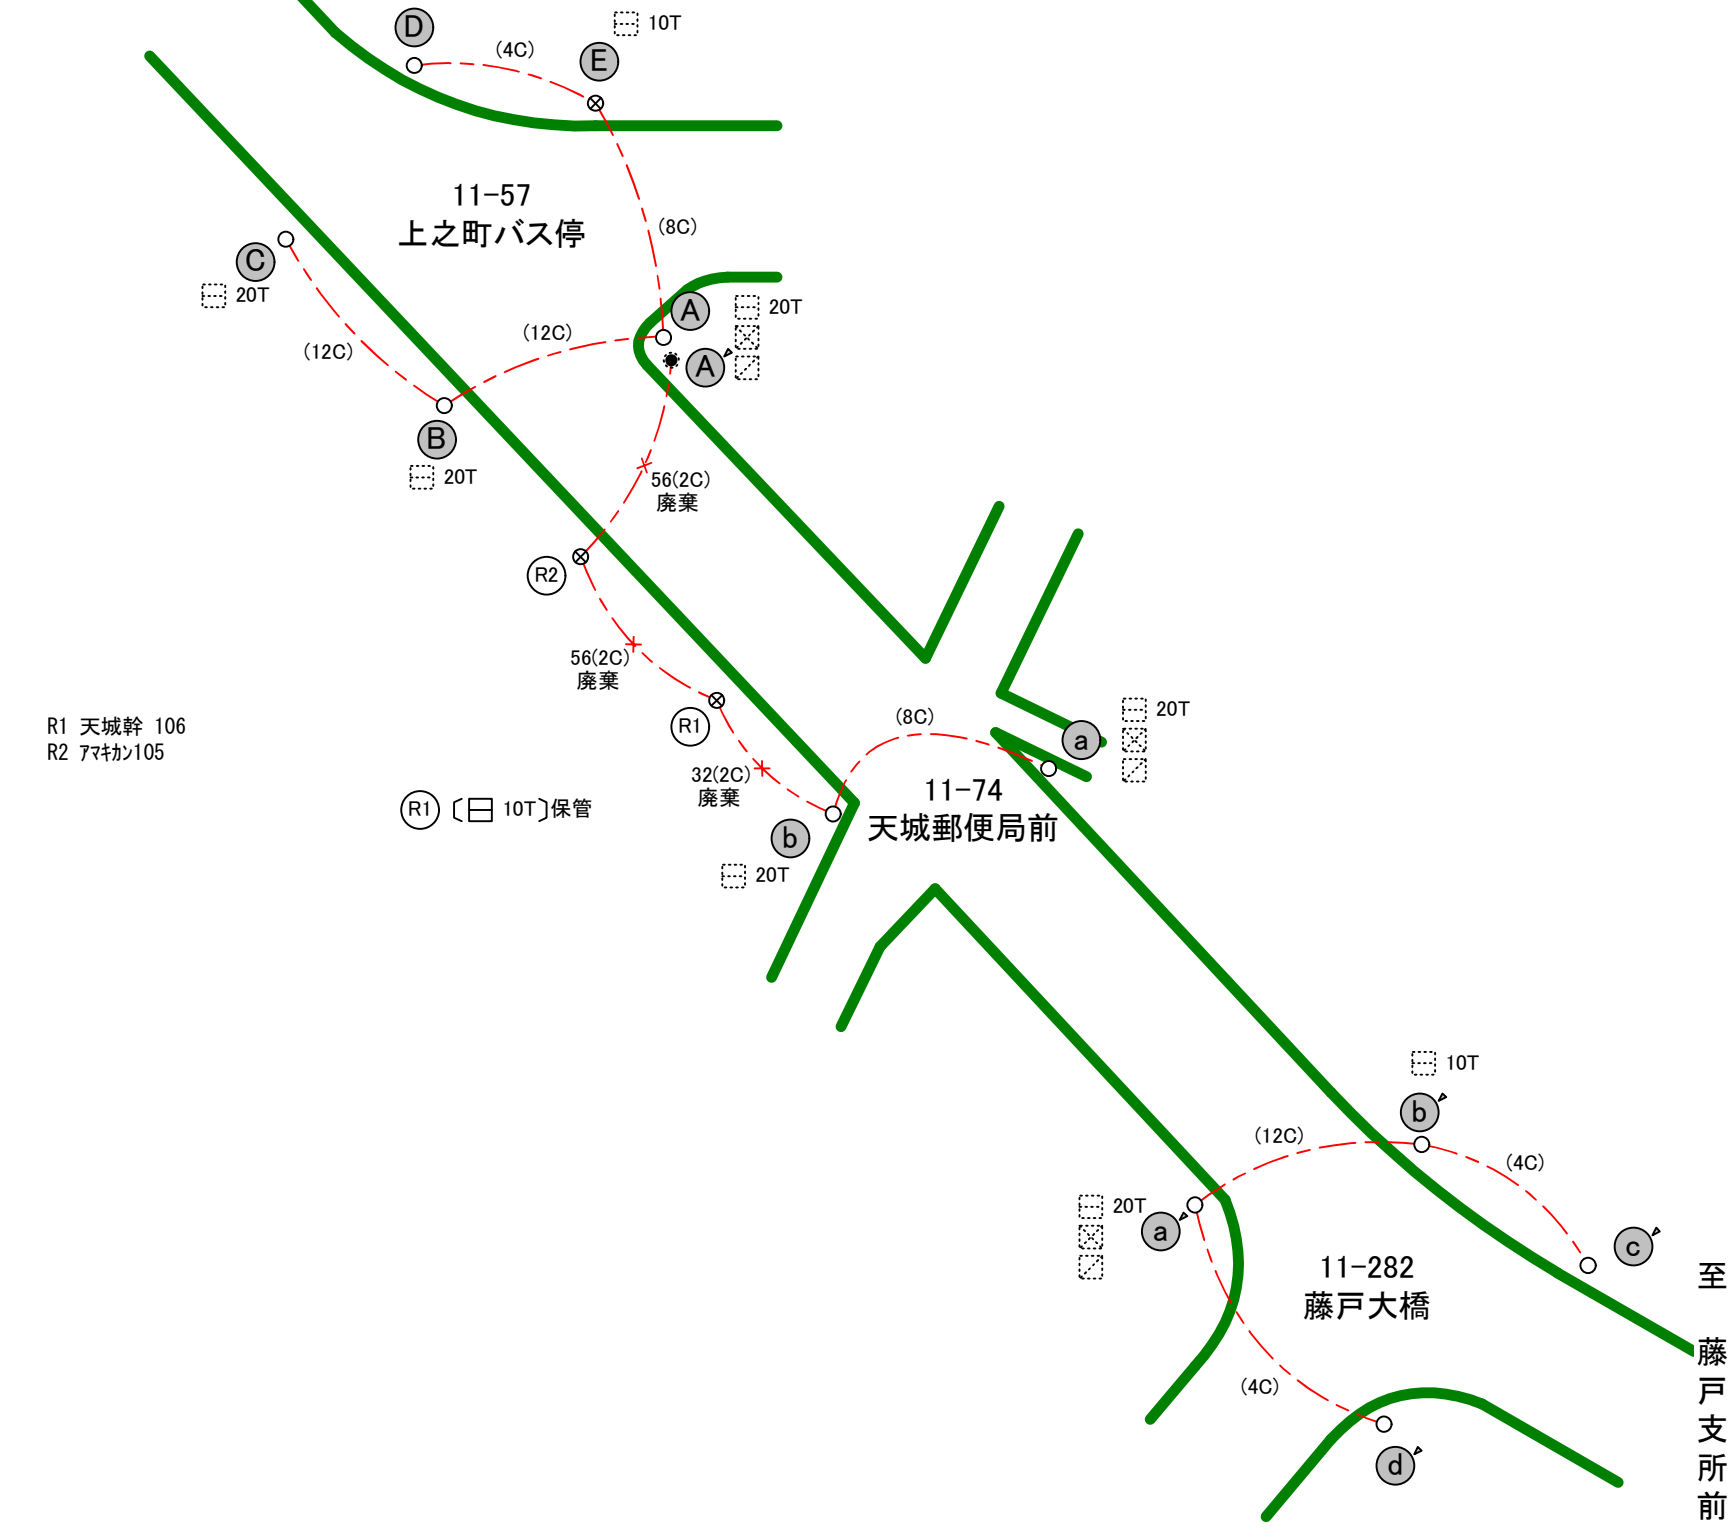 D
(4C)
10T
E
11-57
上之町バス停
(8C)
C
20T
(12C)
(12C)
A
20T
A'
B
20T
56(2C)
廃棄
R2
56(2C)
廃棄
R1
R1 天城幹 106
R2 ｱﾏｷｶﾝ105
32(2C)
廃棄
(8C)
a
20T
11-74
天城郵便局前
R1 〔 10T〕保管
b
20T
10T
b'
(12C)
(4C)
20T
a'
c'
11-282
藤戸大橋
(4C)
d'
至 藤戸支所前